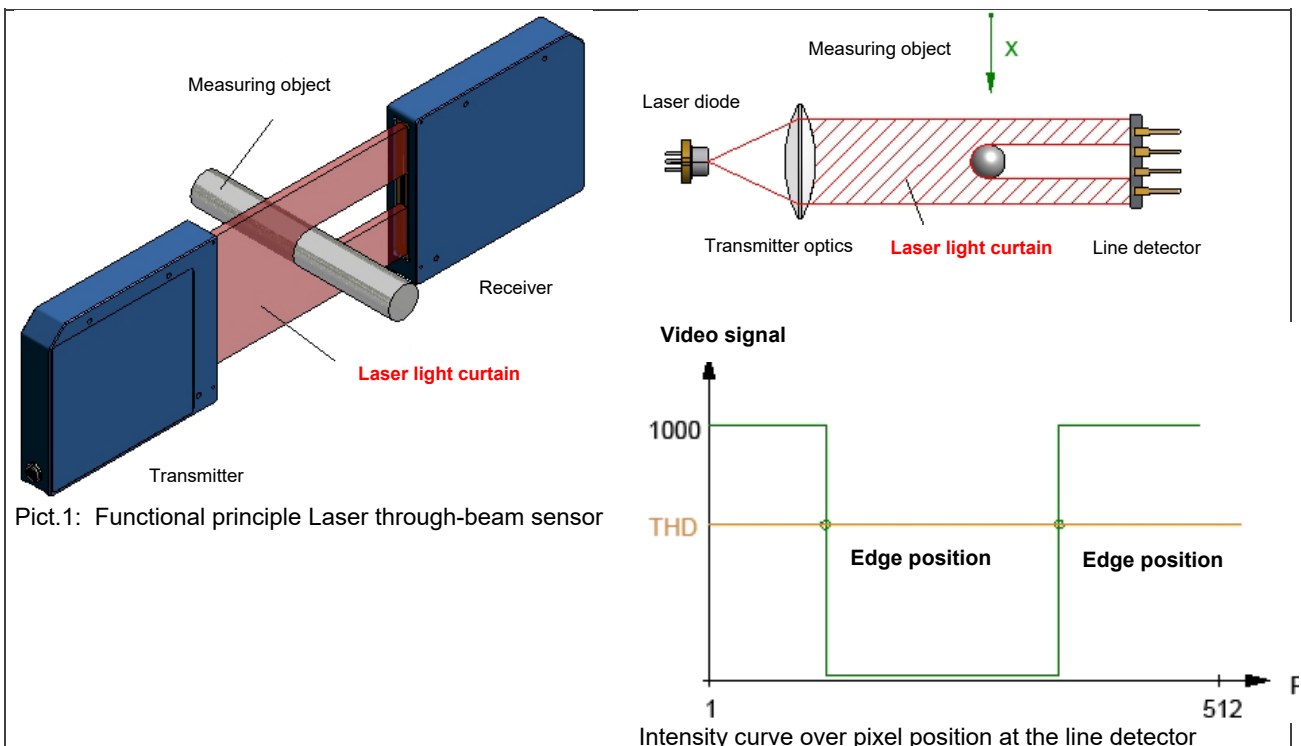 Measuring object
Receiver
Laser light curtain
Transmitter
Pict.1: Functional principle Laser through-beam sensor
Measuring object
X
Laser diode
Transmitter optics
Laser light curtain
Line detector
Video signal
1000
THD
Edge position
Edge position
1
512
Intensity curve over pixel position at the line detector